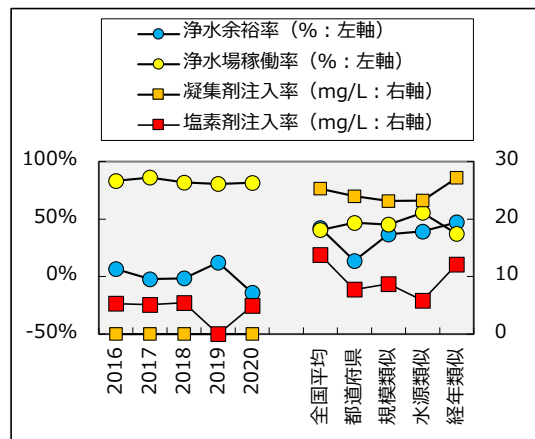 浄水余裕率（%：左軸）
浄水場稼働率（%：左軸）
凝集剤注入率（mg/L：右軸）
塩素剤注入率（mg/L：右軸）
100%
50%
0%
-50%
30
20
10
0
2016
2017
2018
2019
2020
全国平均
都道府県
規模類似
水源類似
経年類似